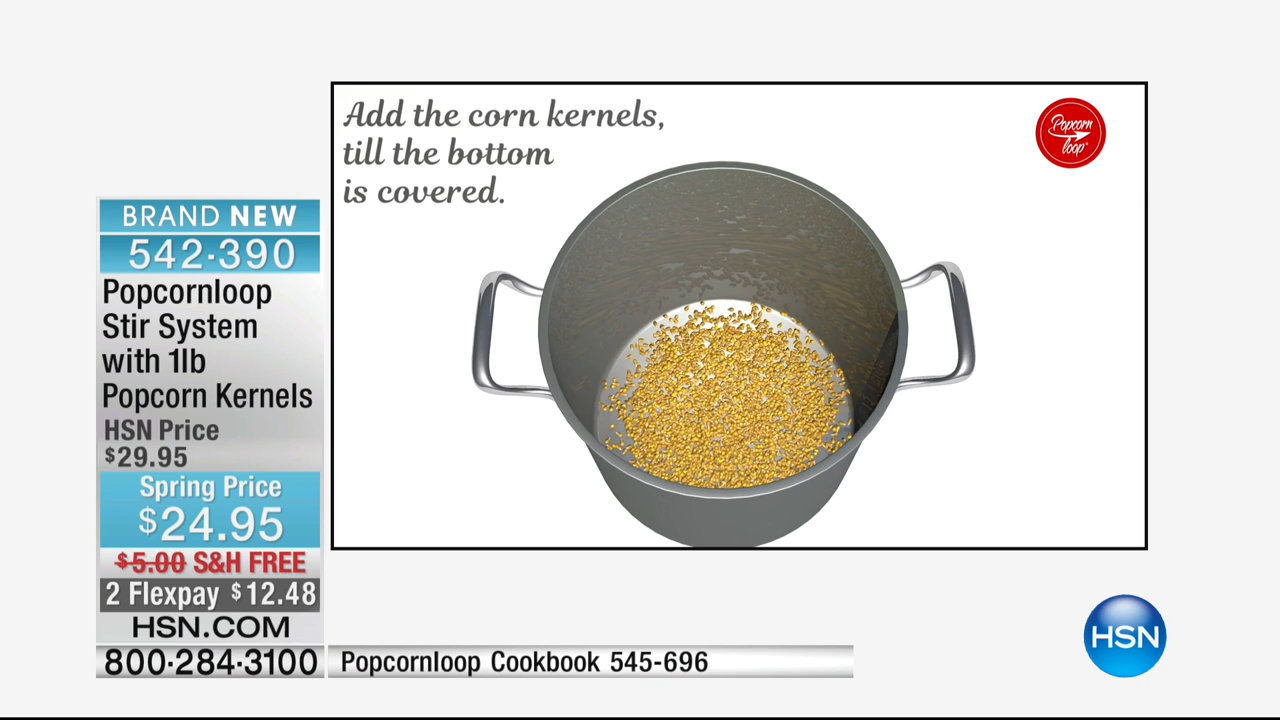 Add the corn kernels,
till the bottom
is covered.
Popcorn
loop®
BRAND NEW
542·390
Popcornloop
Stir System
with 1lb
Popcorn Kernels
HSN Price
$29.95
Spring Price
$24.95
$5.00 S&H FREE
2 Flexpay $12.48
HSN.COM
800·284·3100
Popcornloop Cookbook 545-696
HSN